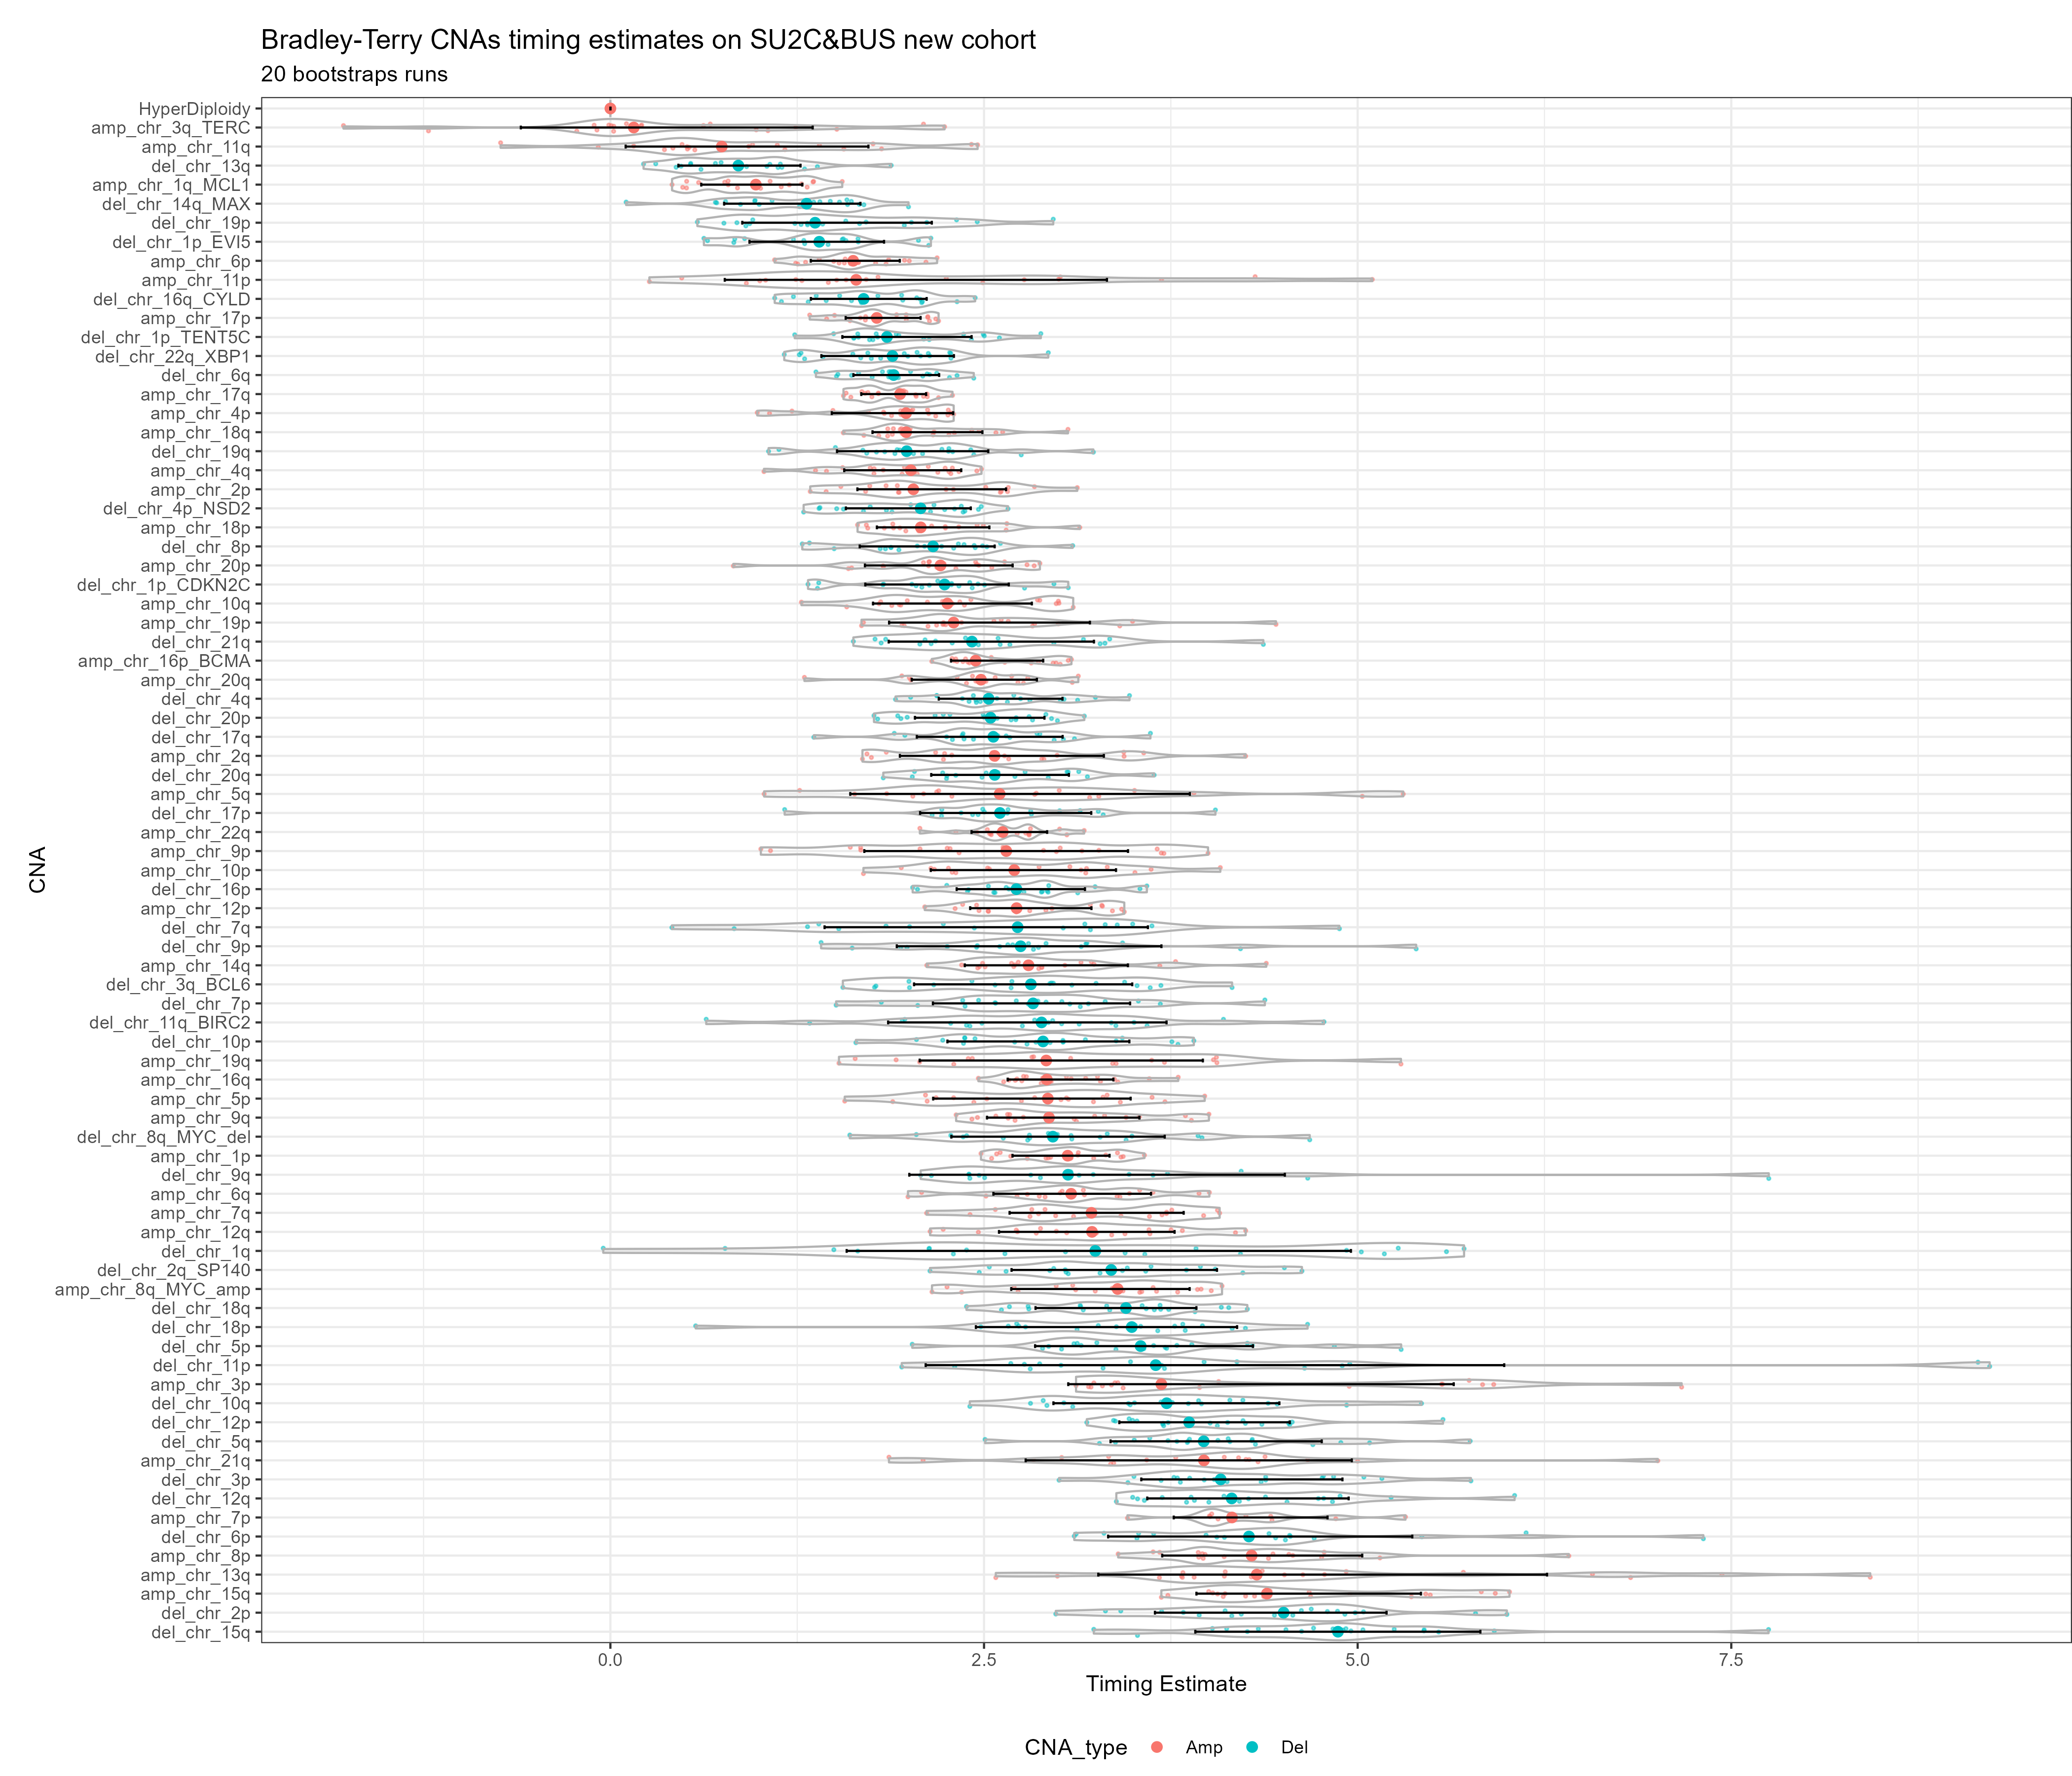 Bradley-Terry CNAs timing estimates on SU2C&BUS new cohort
20 bootstraps runs
HyperDiploidy
amp_chr_3q_TERC
amp_chr_11q
del_chr_13q
amp_chr_1q_MCL1
del_chr_14q_MAX
del_chr_19p
del_chr_1p_EVI5
amp_chr_6p
amp_chr_11p
del_chr_16q_CYLD
amp_chr_17p
del_chr_1p_TENT5C
del_chr_22q_XBP1
del_chr_6q
amp_chr_17q
amp_chr_4p
amp_chr_18q
del_chr_19q
amp_chr_4q
amp_chr_2p
del_chr_4p_NSD2
amp_chr_18p
del_chr_8p
amp_chr_20p
del_chr_1p_CDKN2C
amp_chr_10q
amp_chr_19p
del_chr_21q
amp_chr_16p_BCMA
amp_chr_20q
del_chr_4q
del_chr_20p
del_chr_17q
amp_chr_2q
del_chr_20q
amp_chr_5q
del_chr_17p
amp_chr_22q
amp_chr_9p
amp_chr_10p
del_chr_16p
amp_chr_12p
del_chr_7q
del_chr_9p
amp_chr_14q
del_chr_3q_BCL6
del_chr_7p
del_chr_11q_BIRC2
del_chr_10p
amp_chr_19q
amp_chr_16q
amp_chr_5p
amp_chr_9q
del_chr_8q_MYC_del
amp_chr_1p
del_chr_9q
amp_chr_6q
amp_chr_7q
amp_chr_12q
del_chr_1q
del_chr_2q_SP140
amp_chr_8q_MYC_amp
del_chr_18q
del_chr_18p
del_chr_5p
del_chr_11p
amp_chr_3p
del_chr_10q
del_chr_12p
del_chr_5q
amp_chr_21q
del_chr_3p
del_chr_12q
amp_chr_7p
del_chr_6p
amp_chr_8p
amp_chr_13q
amp_chr_15q
del_chr_2p
del_chr_15q
CNA
0.0 2.5 5.0 7.5
Timing Estimate
CNA_type Amp Del